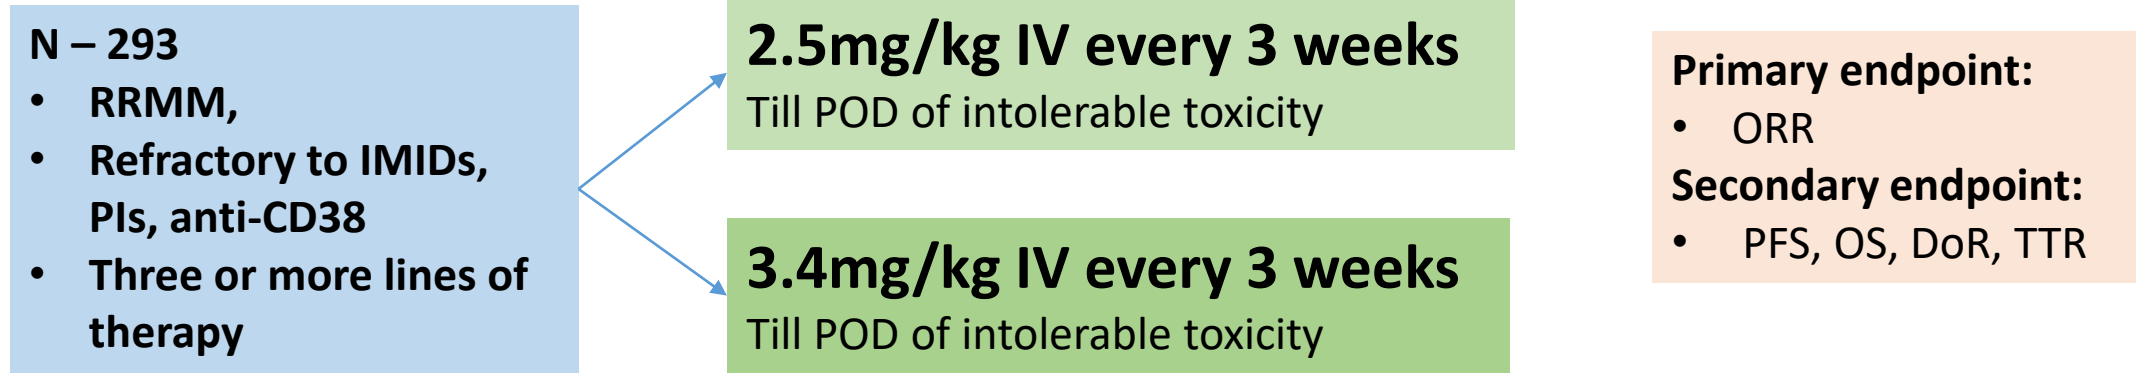 N – 293
• RRMM,
• Refractory to IMIDs,
PIs, anti-CD38
• Three or more lines of
therapy
2.5mg/kg IV every 3 weeks
Till POD of intolerable toxicity
3.4mg/kg IV every 3 weeks
Till POD of intolerable toxicity
Primary endpoint:
• ORR
Secondary endpoint:
• PFS, OS, DoR, TTR